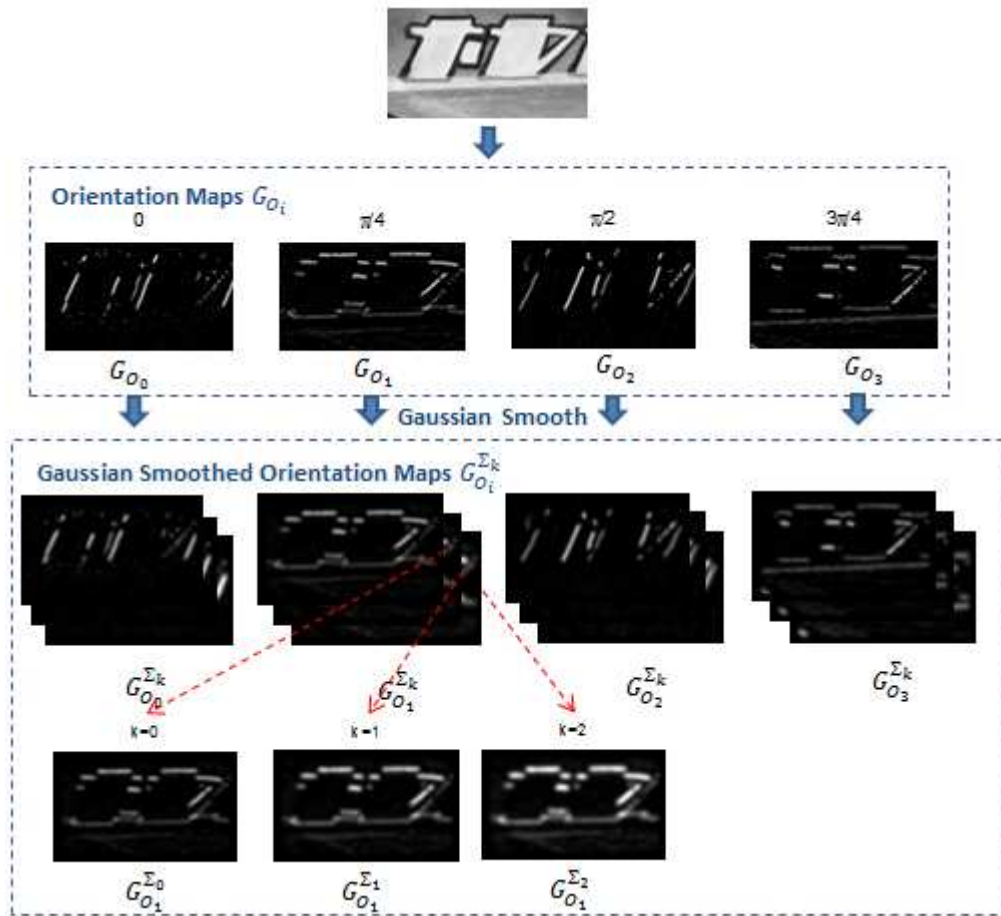 Orientation Maps G_{O_i}
0 π/4 π/2 3π/4
G_{O_0} G_{O_1} G_{O_2} G_{O_3}
Gaussian Smooth
Gaussian Smoothed Orientation Maps G_{O_i}^{Σ_k}
G_{O_0}^{Σ_k} G_{O_1}^{Σ_k} G_{O_2}^{Σ_k} G_{O_3}^{Σ_k}
k=0 k=1 k=2
G_{O_1}^{Σ_0} G_{O_1}^{Σ_1} G_{O_1}^{Σ_2}